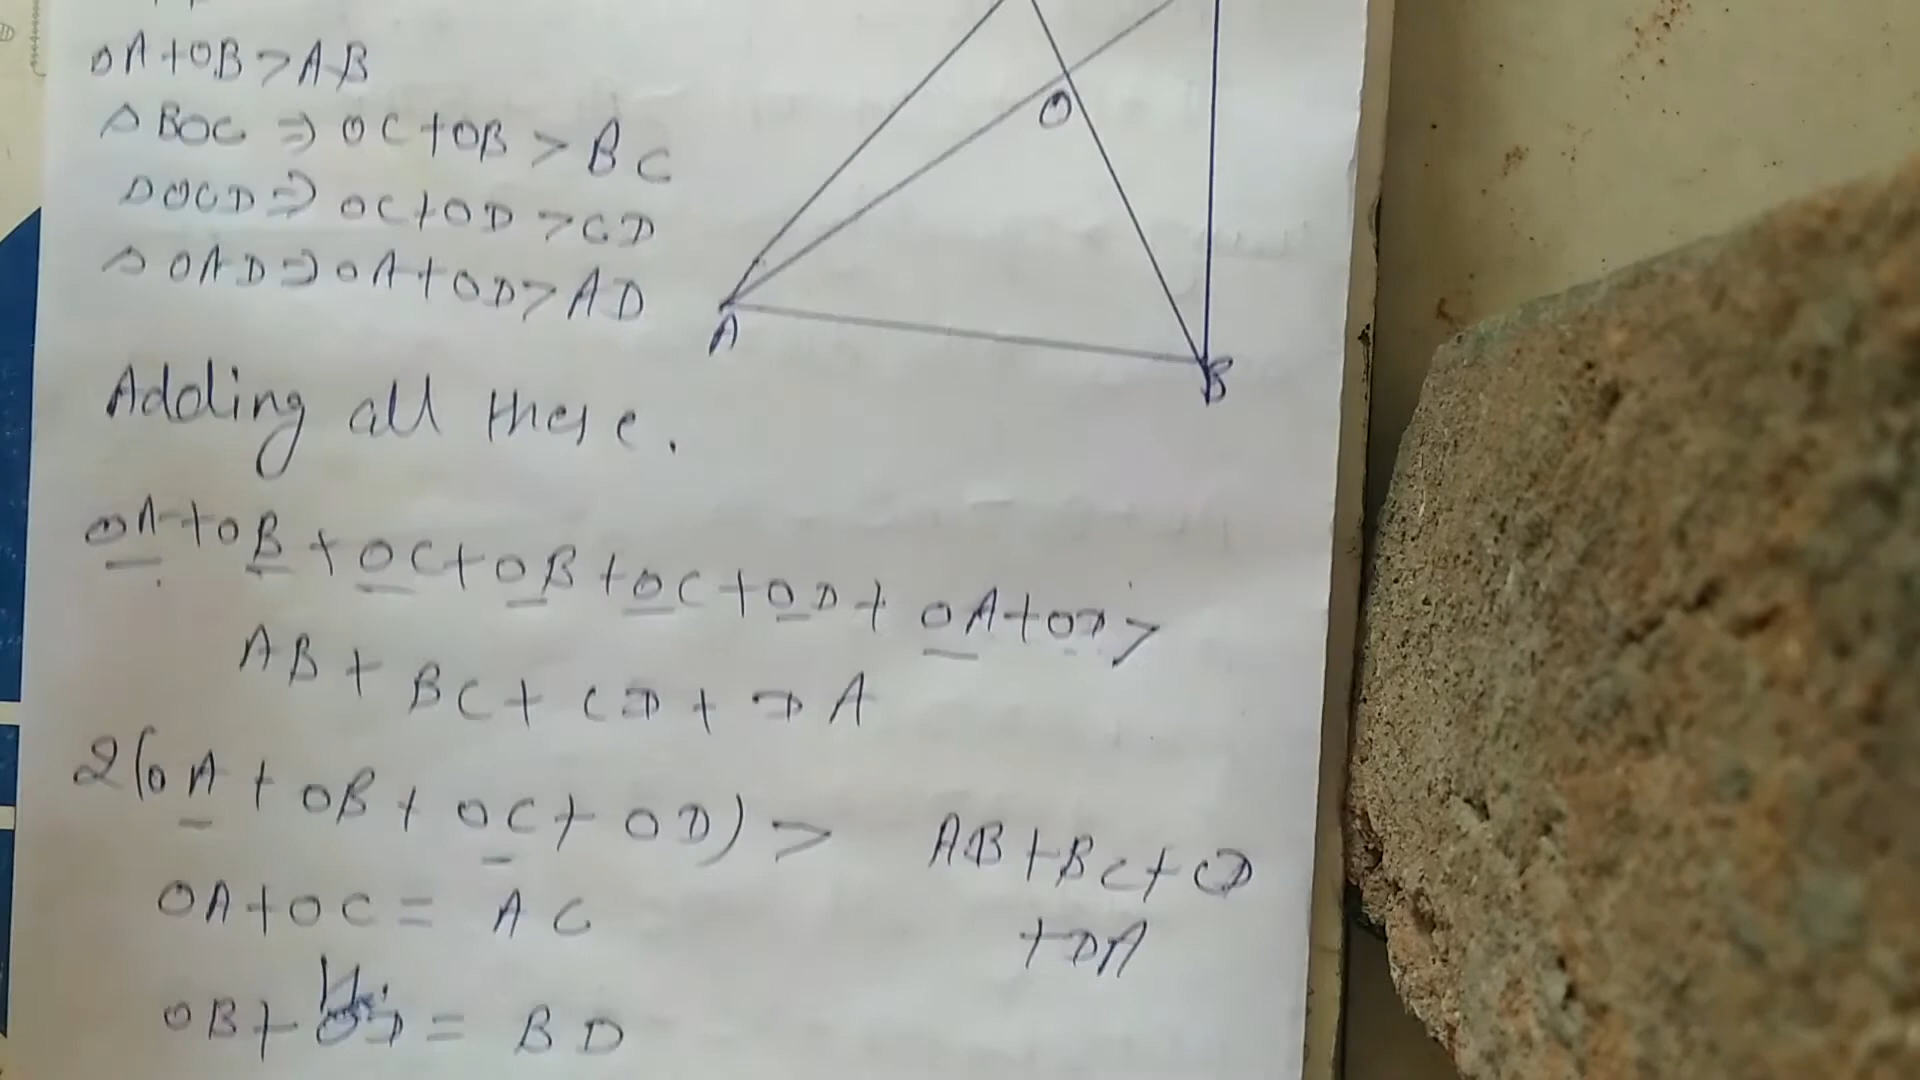 OA+OB>AB
△BOC ⇒ OC+OB > BC
△OCD ⇒ OC+OD >CD
△OAD ⇒ OA+OD>AD
O
A
B
Adding all these.
OA+OB+OC+OB+OC+OD+OA+OD>
AB+BC+CD+DA
2(OA+OB+OC+OD) > AB+BC+CD
+DA
OA+OC= AC
OB+OD= BD